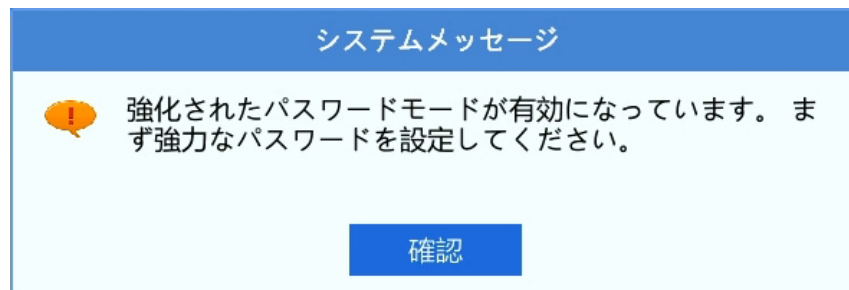 システムメッセージ
強化されたパスワードモードが有効になっています。 ま
ず強力なパスワードを設定してください。
確認